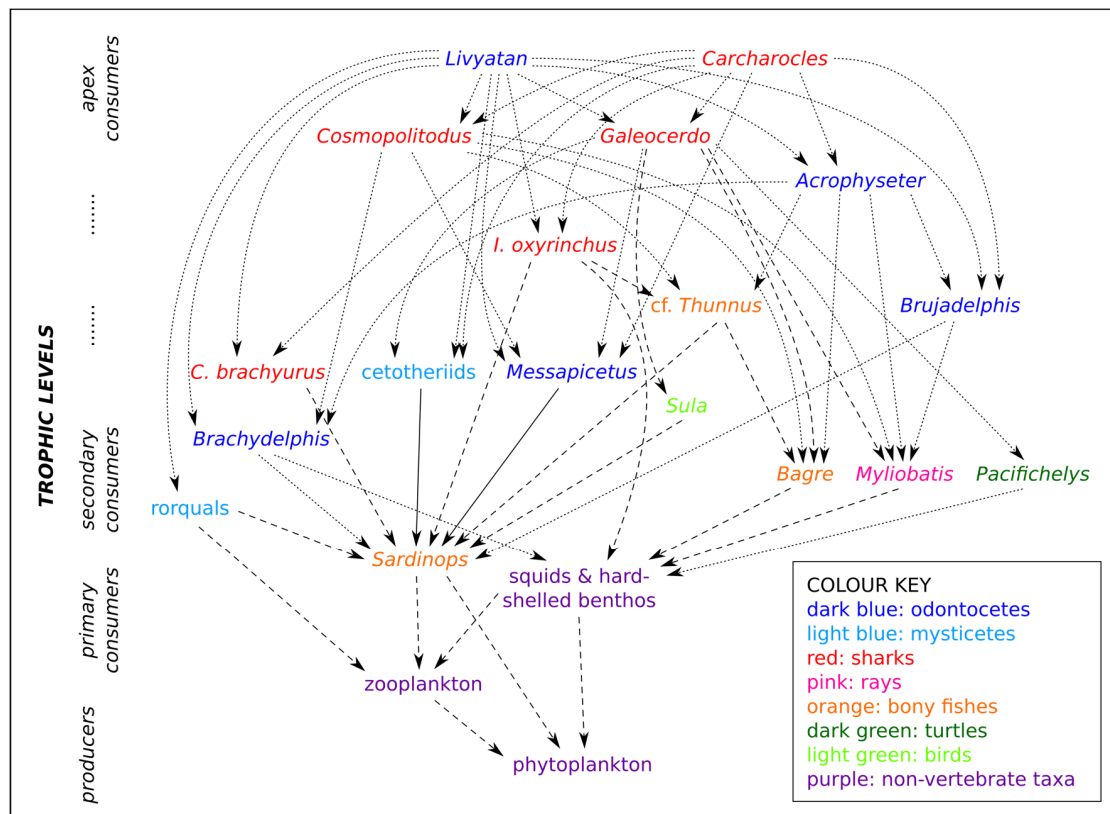 apex
consumers
Livyatan
Carcharocles
Cosmopolitodus
Galeocerdo
Acrophyseter
........
I. oxyrinchus
cf. Thunnus
Brujadelphis
........
TROPHIC LEVELS
C. brachyurus
cetotheriids
Messapicetus
Sula
Brachydelphis
secondary
consumers
Bagre
Myliobatis
Pacifichelys
rorquals
Sardinops
squids & hard-
shelled benthos
primary
consumers
zooplankton
producers
phytoplankton
COLOUR KEY
dark blue: odontocetes
light blue: mysticetes
red: sharks
pink: rays
orange: bony fishes
dark green: turtles
light green: birds
purple: non-vertebrate taxa